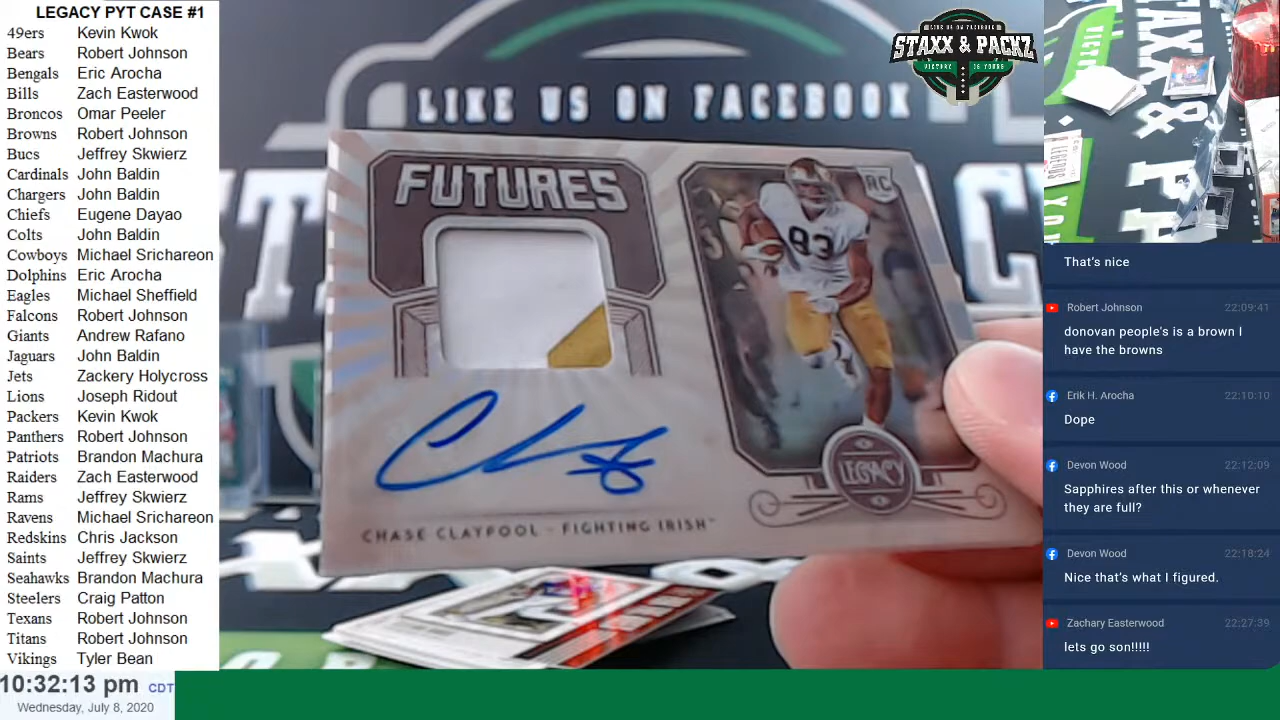 LEGACY PYT CASE #1
49ers Kevin Kwok
Bears Robert Johnson
Bengals Eric Arocha
Bills Zach Easterwood
Broncos Omar Peeler
Browns Robert Johnson
Bucs Jeffrey Skwierz
Cardinals John Baldin
Chargers John Baldin
Chiefs Eugene Dayao
Colts John Baldin
Cowboys Michael Srichareon
Dolphins Eric Arocha
Eagles Michael Sheffield
Falcons Robert Johnson
Giants Andrew Rafano
Jaguars John Baldin
Jets Zackery Holycross
Lions Joseph Ridout
Packers Kevin Kwok
Panthers Robert Johnson
Patriots Brandon Machura
Raiders Zach Easterwood
Rams Jeffrey Skwierz
Ravens Michael Srichareon
Redskins Chris Jackson
Saints Jeffrey Skwierz
Seahawks Brandon Machura
Steelers Craig Patton
Texans Robert Johnson
Titans Robert Johnson
Vikings Tyler Bean
10:32:13 pm CDT
Wednesday, July 8, 2020
LIKE US ON FACEBOOK
FUTURES
RC
83
LEGACY
CHASE CLAYPOOL - FIGHTING IRISH™
LIKE US ON FACEBOOK
STAXX & PACKZ
VICTORY IS YOURS
That's nice
Robert Johnson 22:09:41
donovan people's is a brown I
have the browns
Erik H. Arocha 22:10:10
Dope
Devon Wood 22:12:09
Sapphires after this or whenever
they are full?
Devon Wood 22:18:24
Nice that's what I figured.
Zachary Easterwood 22:27:39
lets go son!!!!!